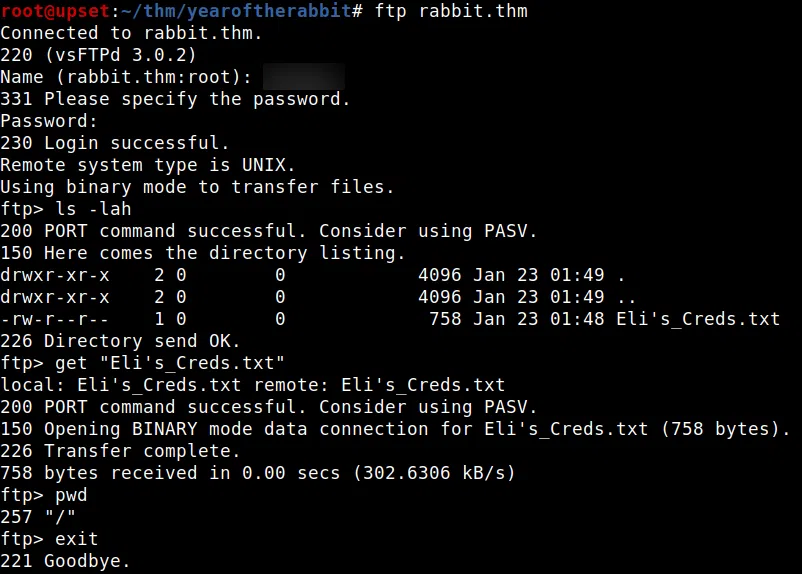 root@upset:~/thm/yearoftherabbit# ftp rabbit.thm
Connected to rabbit.thm.
220 (vsFTPd 3.0.2)
Name (rabbit.thm:root):
331 Please specify the password.
Password:
230 Login successful.
Remote system type is UNIX.
Using binary mode to transfer files.
ftp> ls -lah
200 PORT command successful. Consider using PASV.
150 Here comes the directory listing.
drwxr-xr-x    2 0        0            4096 Jan 23 01:49 .
drwxr-xr-x    2 0        0            4096 Jan 23 01:49 ..
-rw-r--r--    1 0        0             758 Jan 23 01:48 Eli's_Creds.txt
226 Directory send OK.
ftp> get "Eli's_Creds.txt"
local: Eli's_Creds.txt remote: Eli's_Creds.txt
200 PORT command successful. Consider using PASV.
150 Opening BINARY mode data connection for Eli's_Creds.txt (758 bytes).
226 Transfer complete.
758 bytes received in 0.00 secs (302.6306 kB/s)
ftp> pwd
257 "/"
ftp> exit
221 Goodbye.